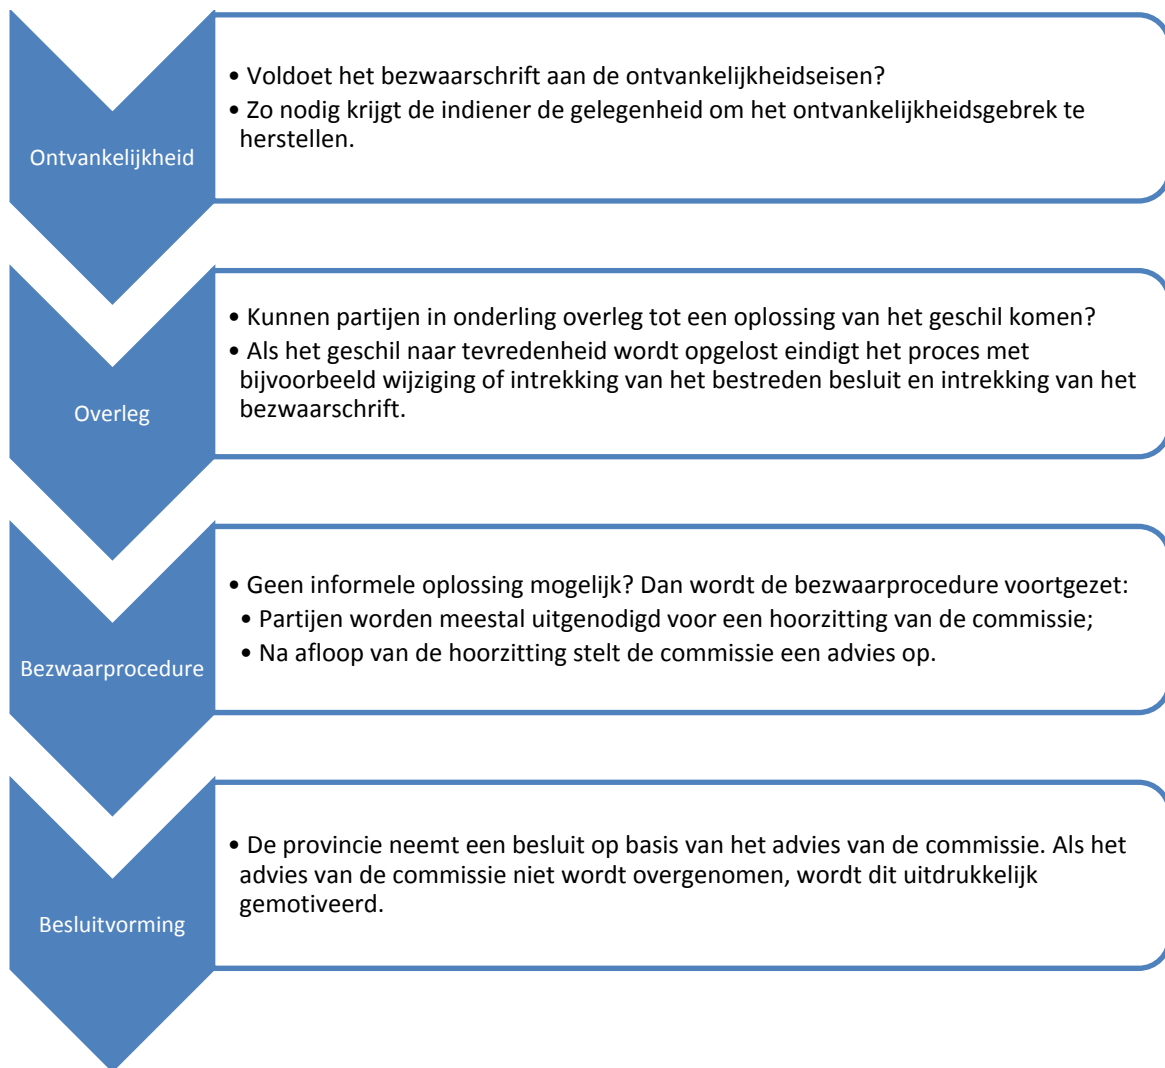 Ontvankelijkheid
• Voldoet het bezwaarschrift aan de ontvankelijkheidseisen?
• Zo nodig krijgt de indiener de gelegenheid om het ontvankelijkheidsgebrek te
herstellen.
Overleg
• Kunnen partijen in onderling overleg tot een oplossing van het geschil komen?
• Als het geschil naar tevredenheid wordt opgelost eindigt het proces met
bijvoorbeeld wijziging of intrekking van het bestreden besluit en intrekking van het
bezwaarschrift.
Bezwaarprocedure
• Geen informele oplossing mogelijk? Dan wordt de bezwaarprocedure voortgezet:
• Partijen worden meestal uitgenodigd voor een hoorzitting van de commissie;
• Na afloop van de hoorzitting stelt de commissie een advies op.
Besluitvorming
• De provincie neemt een besluit op basis van het advies van de commissie. Als het
advies van de commissie niet wordt overgenomen, wordt dit uitdrukkelijk
gemotiveerd.